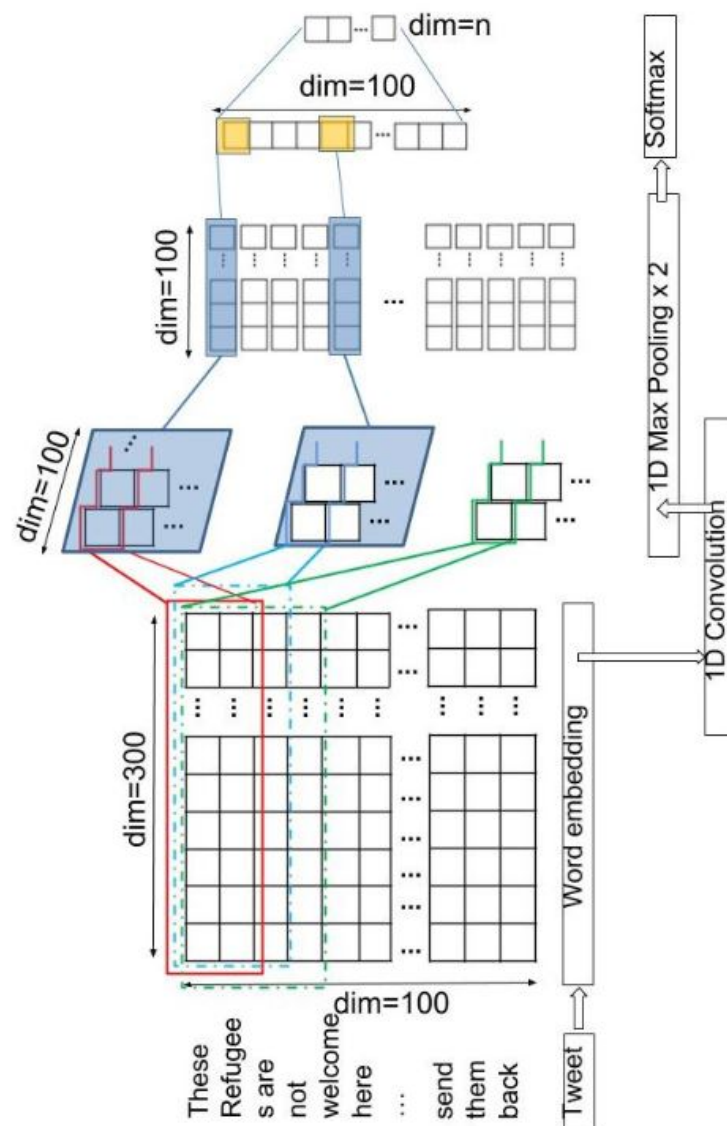 dim=n
dim=100
dim=100
dim=100
dim=300
dim=100
These
Refugee
s are
not
welcome
here
...
send
them
back
Tweet
Word embedding
1D Convolution
1D Max Pooling x 2
Softmax